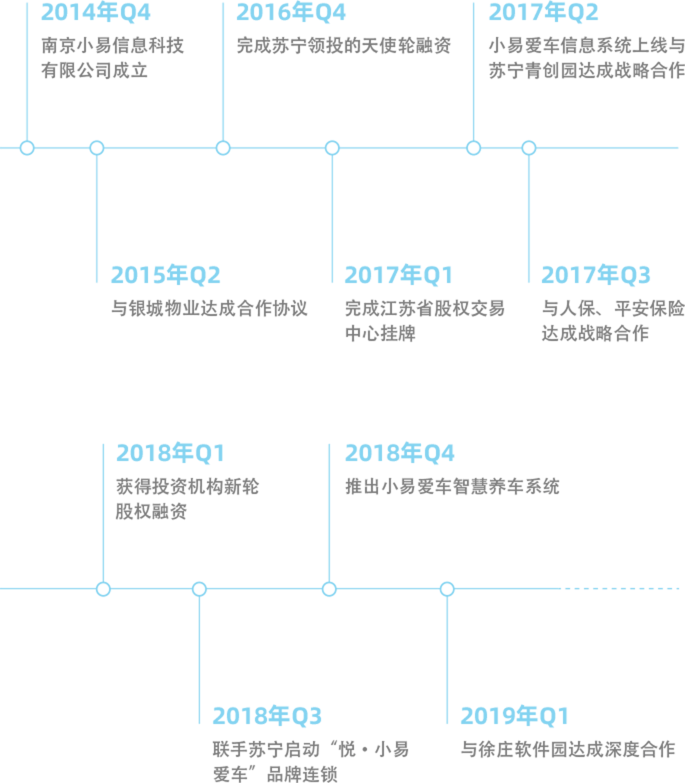 2014年Q4
南京小易信息科技
有限公司成立
2016年Q4
完成苏宁领投的天使轮融资
2017年Q2
小易爱车信息系统上线与
苏宁青创园达成战略合作
2015年Q2
与银城物业达成合作协议
2017年Q1
完成江苏省股权交易
中心挂牌
2017年Q3
与人保、平安保险
达成战略合作
2018年Q1
获得投资机构新轮
股权融资
2018年Q4
推出小易爱车智慧养车系统
2018年Q3
联手苏宁启动“悦·小易
爱车”品牌连锁
2019年Q1
与徐庄软件园达成深度合作